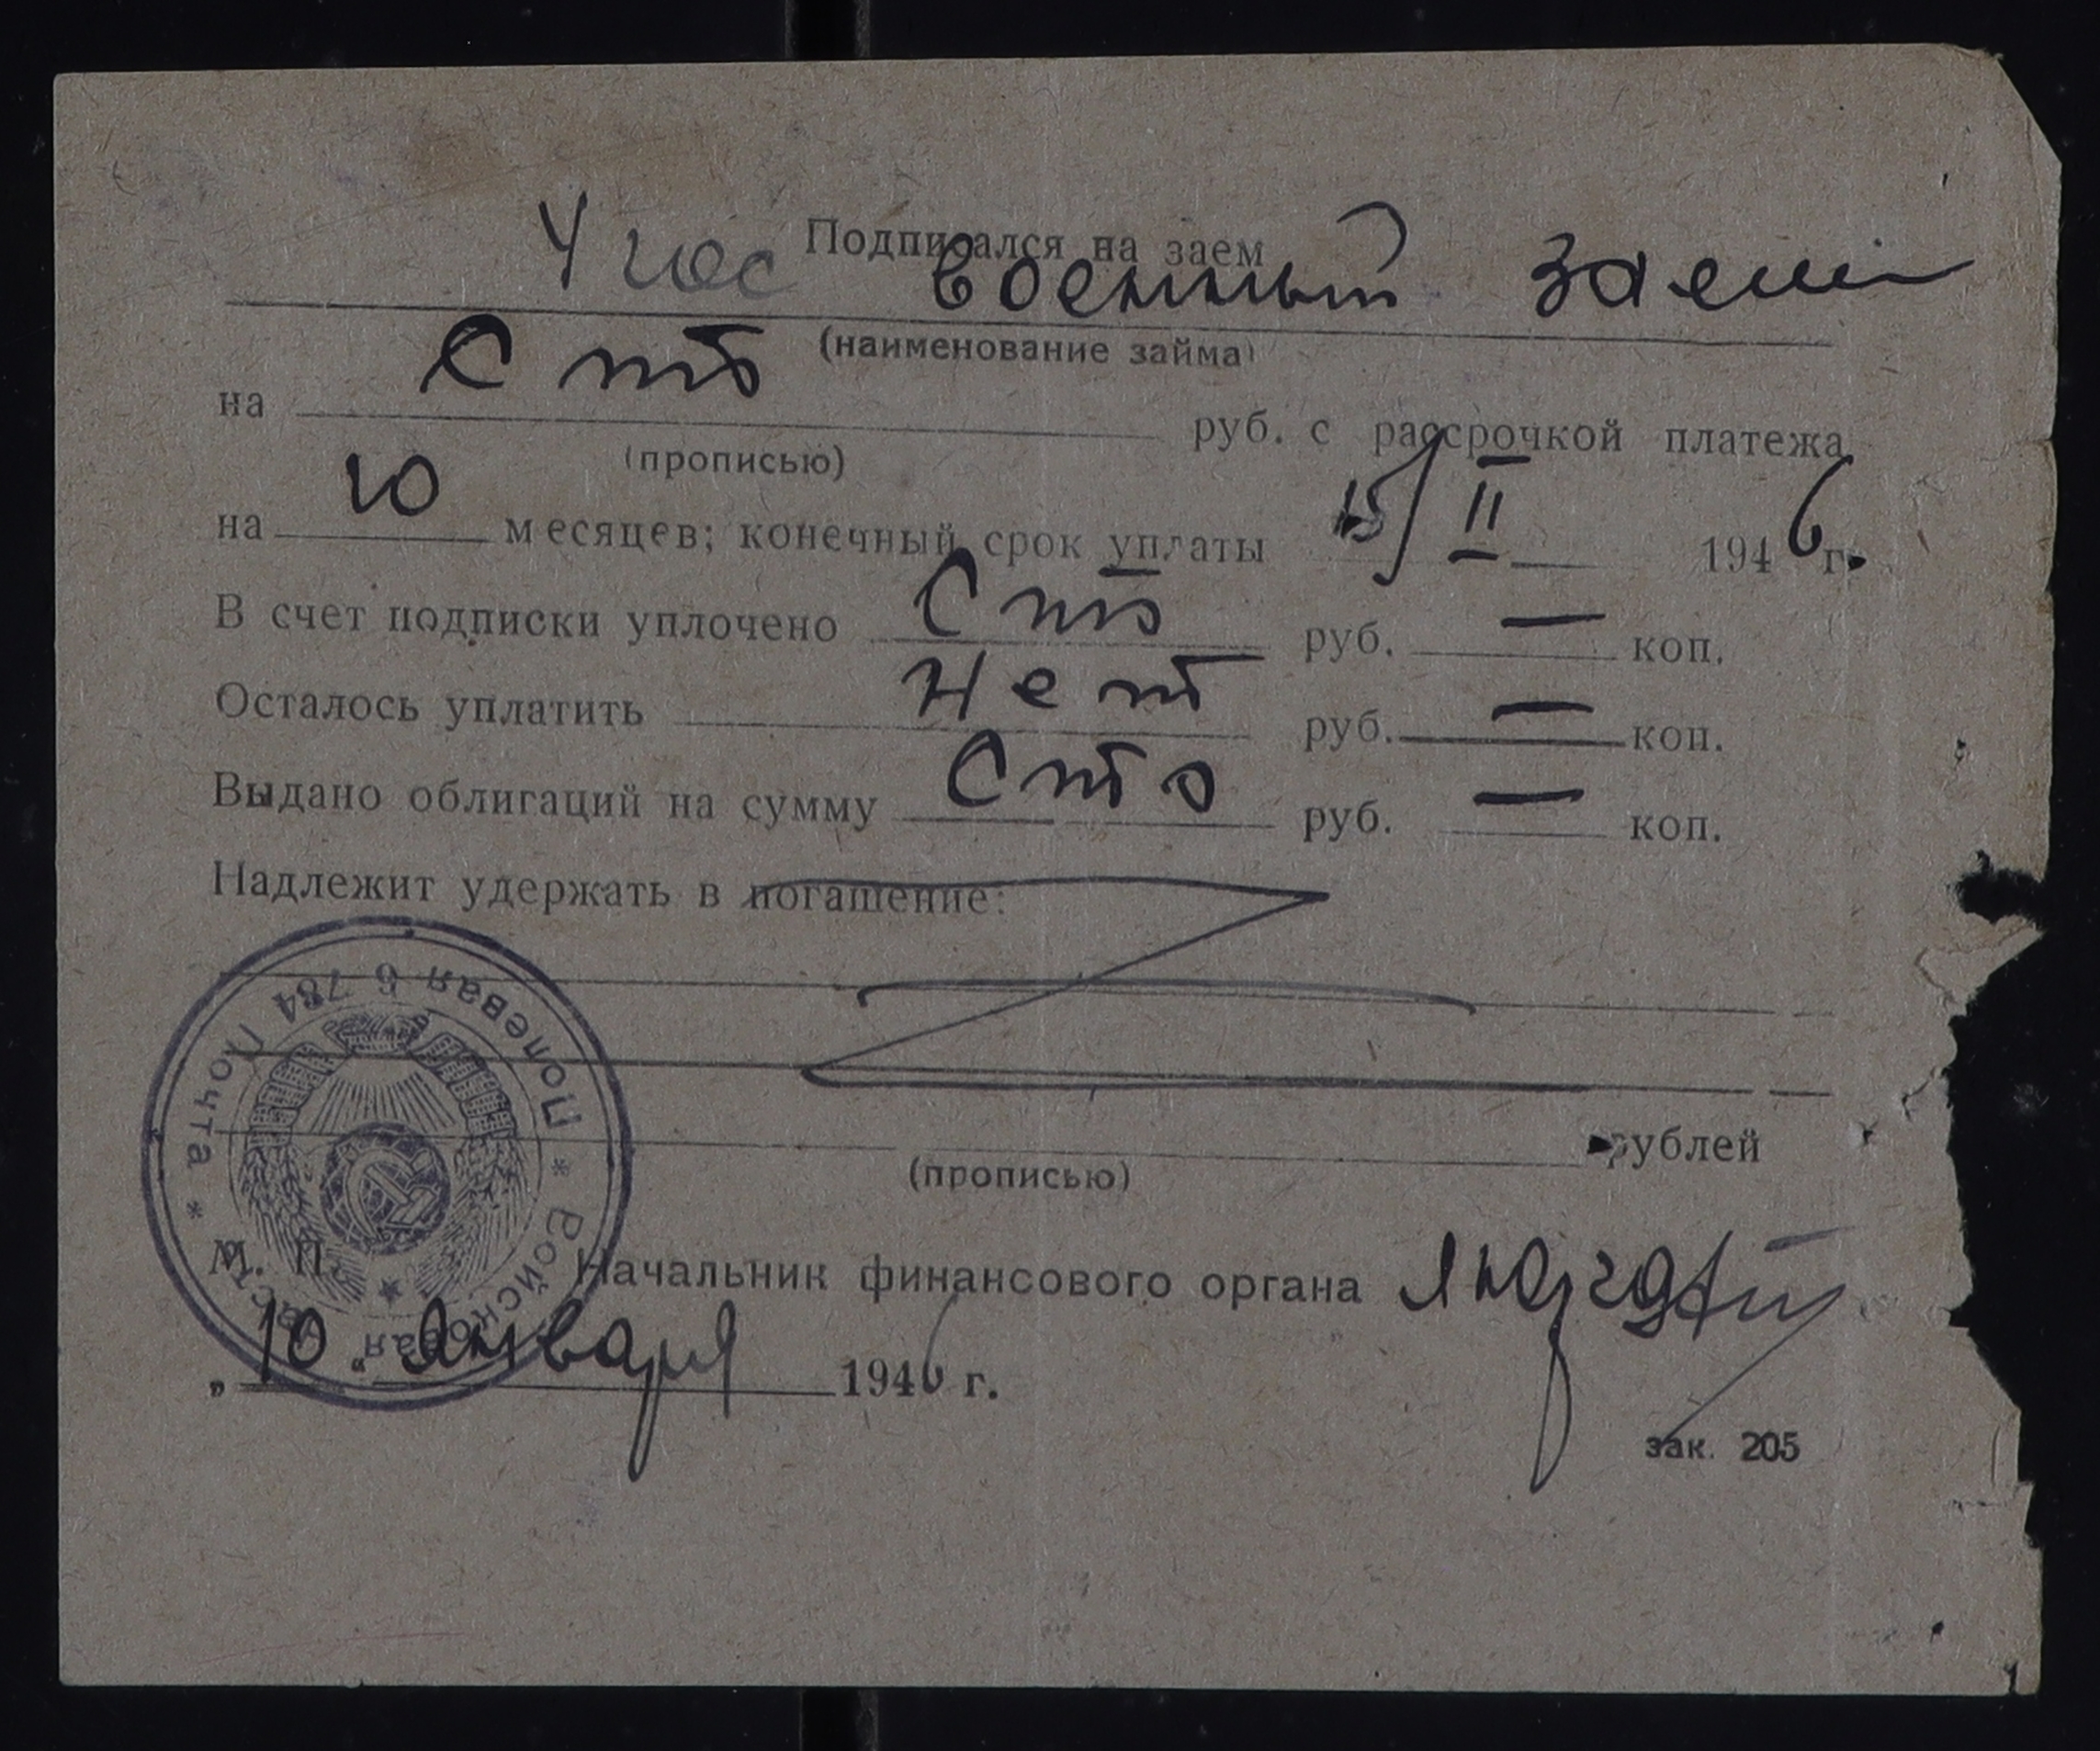 Подписался на заем
4 гос военный заем
(наименование займа)
на Сто руб. с рассрочкой платежа
(прописью)
на 10 месяцев; конечный срок уплаты 15/II 1946 г.
В счет подписки уплочено Сто руб. — коп.
Осталось уплатить Нет руб. — коп.
Выдано облигаций на сумму Сто руб. — коп.
Надлежит удержать в погашение:
рублей
(прописью)
М. П. Начальник финансового органа
„10" Января 1946 г.
зак. 205
Войсковая часть * Полевая Почта *